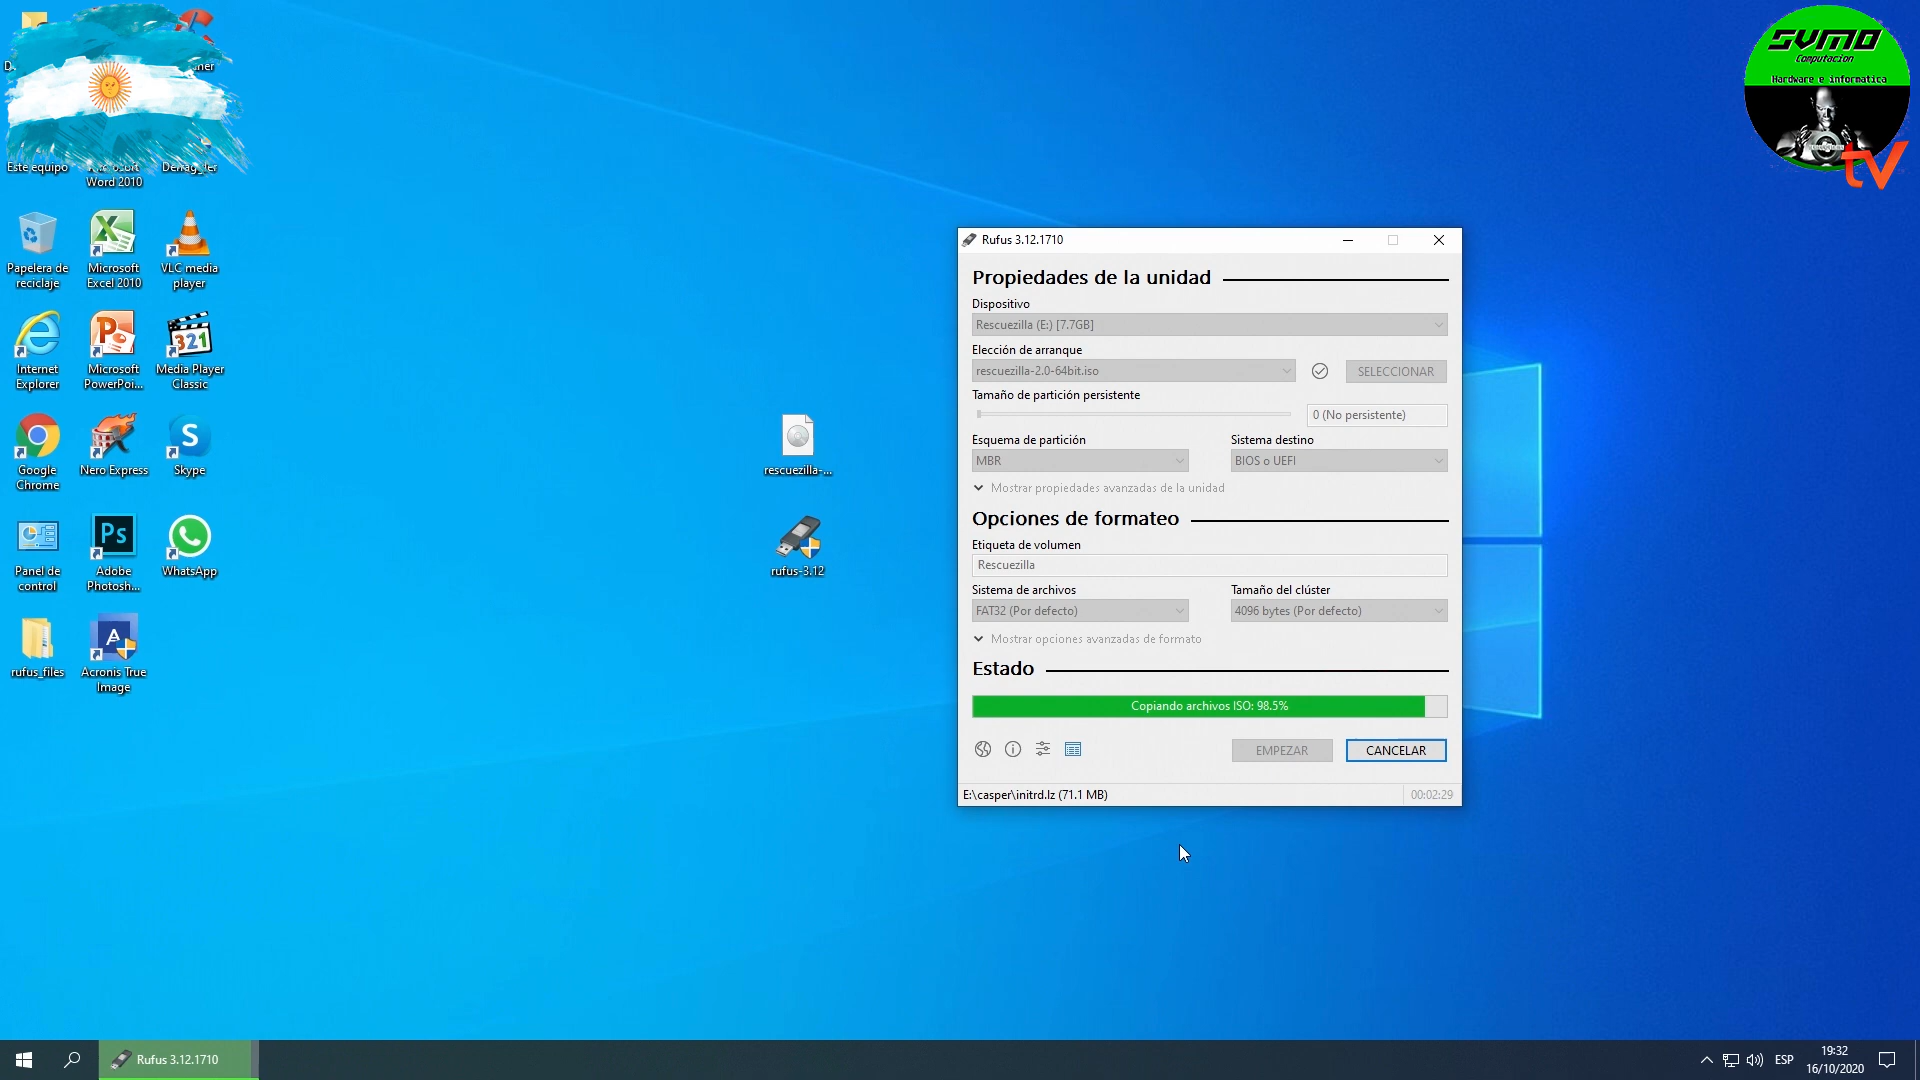 SVMO
Computacion
Hardware e informatica
tv
Este equipo
Word 2010
Papelera de
reciclaje
Microsoft
Excel 2010
VLC media
player
Internet
Explorer
Microsoft
PowerPoi...
Media Player
Classic
321
Google
Chrome
Nero Express
Skype
Panel de
control
Ps
Adobe
Photosh...
WhatsApp
rufus_files
A
Acronis True
Image
rescuezilla-...
rufus-3.12
Rufus 3.12.1710
Propiedades de la unidad
Dispositivo
Rescuezilla (E:) [7.7GB]
Elección de arranque
rescuezilla-2.0-64bit.iso
SELECCIONAR
Tamaño de partición persistente
0 (No persistente)
Esquema de partición
Sistema destino
MBR
BIOS o UEFI
Mostrar propiedades avanzadas de la unidad
Opciones de formateo
Etiqueta de volumen
Rescuezilla
Sistema de archivos
Tamaño del clúster
FAT32 (Por defecto)
4096 bytes (Por defecto)
Mostrar opciones avanzadas de formato
Estado
Copiando archivos ISO: 98.5%
EMPEZAR
CANCELAR
E:\casper\initrd.lz (71.1 MB)
00:02:29
Rufus 3.12.1710
ESP
19:32
16/10/2020